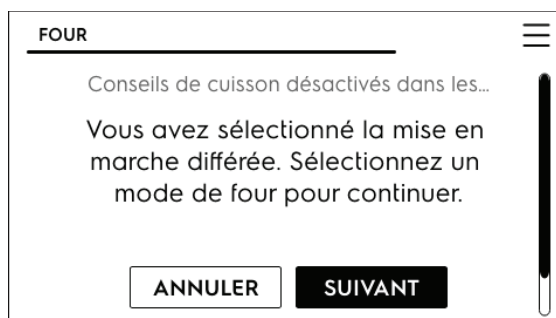 FOUR
Conseils de cuisson désactivés dans les...
Vous avez sélectionné la mise en
marche différée. Sélectionnez un
mode de four pour continuer.
ANNULER SUIVANT